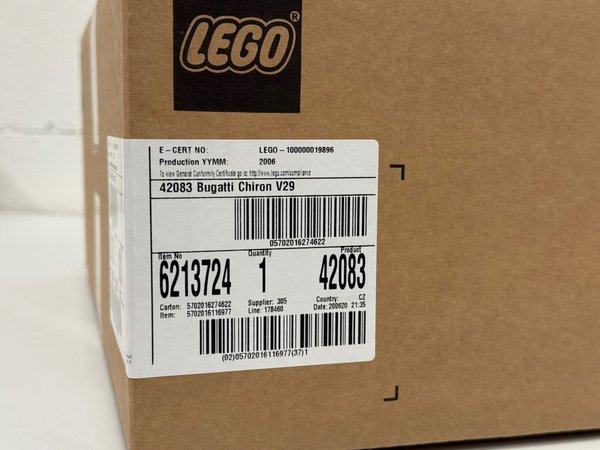 LEGO®
E-CERT NO: LEGO-100000019896
Production YYMM: 2006
To view General Conformity Certificate go to: http://www.lego.com/compliance
42083 Bugatti Chiron V29
05702016274622
Item No Quantity Product
6213724 1 42083
Carton: 5702016274622 Supplier: 305 Country: CZ
Item: 5702016116977 Line: 178460 Date: 200620 21:35
(02)05702016116977(37)1